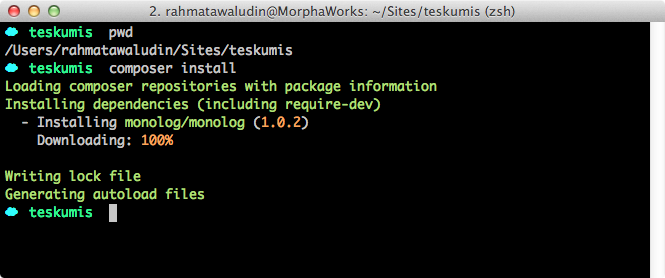 2. rahmatawaludin@MorphaWorks: ~/Sites/teskumis (zsh)
teskumis pwd
/Users/rahmatawaludin/Sites/teskumis
teskumis composer install
Loading composer repositories with package information
Installing dependencies (including require-dev)
- Installing monolog/monolog (1.0.2)
Downloading: 100%
Writing lock file
Generating autoload files
teskumis